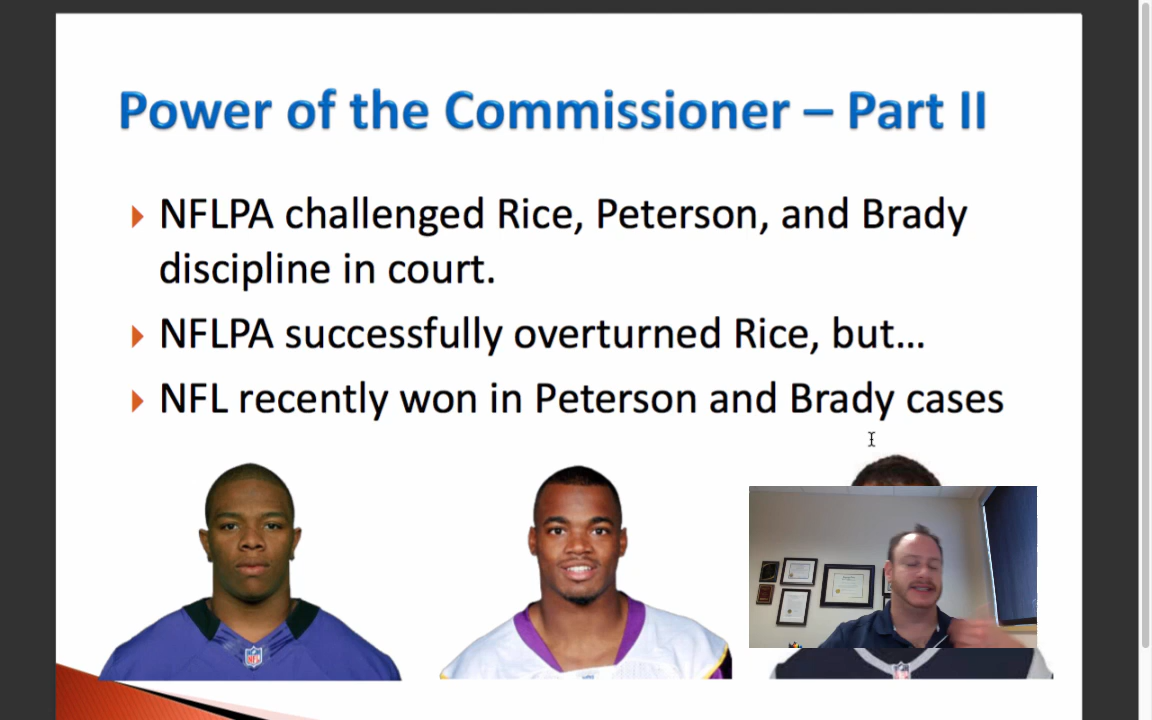 Power of the Commissioner – Part II
NFLPA challenged Rice, Peterson, and Brady
discipline in court.
NFLPA successfully overturned Rice, but...
NFL recently won in Peterson and Brady cases
NFL